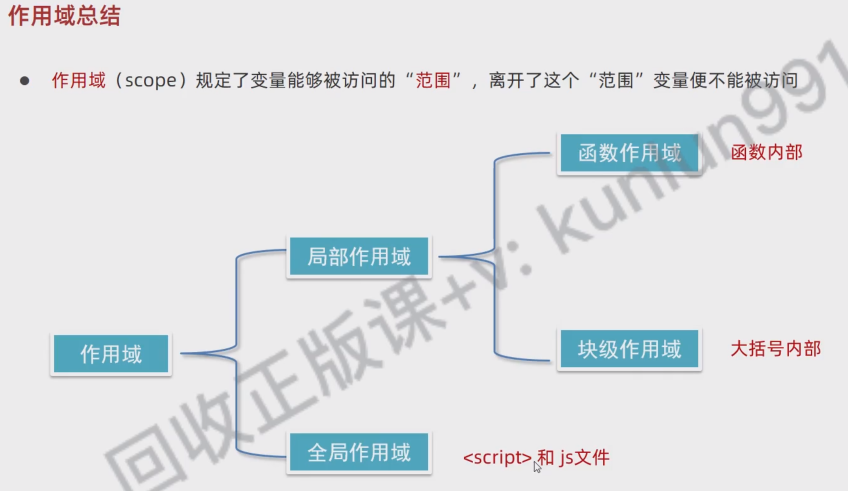 作用域总结
作用域（scope）规定了变量能够被访问的“范围”，离开了这个“范围”变量便不能被访问
函数作用域 函数内部
局部作用域
作用域
块级作用域 大括号内部
全局作用域 <script> 和 js文件
回收正版课+v: kunlun991